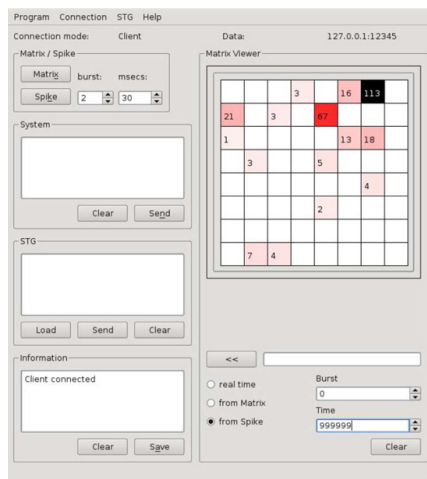 Program Connection STG Help
Connection mode: Client Data: 127.0.0.1:12345
Matrix / Spike
Matrix burst: msecs:
Spike 2 30
System
Clear Send
STG
Load Send Clear
Information
Client connected
Clear Save
Matrix Viewer
3 16 113
21 3 67
1 13 18
3 5
4
2
7 4
<<
real time
from Matrix
from Spike
Burst
0
Time
999999
Clear